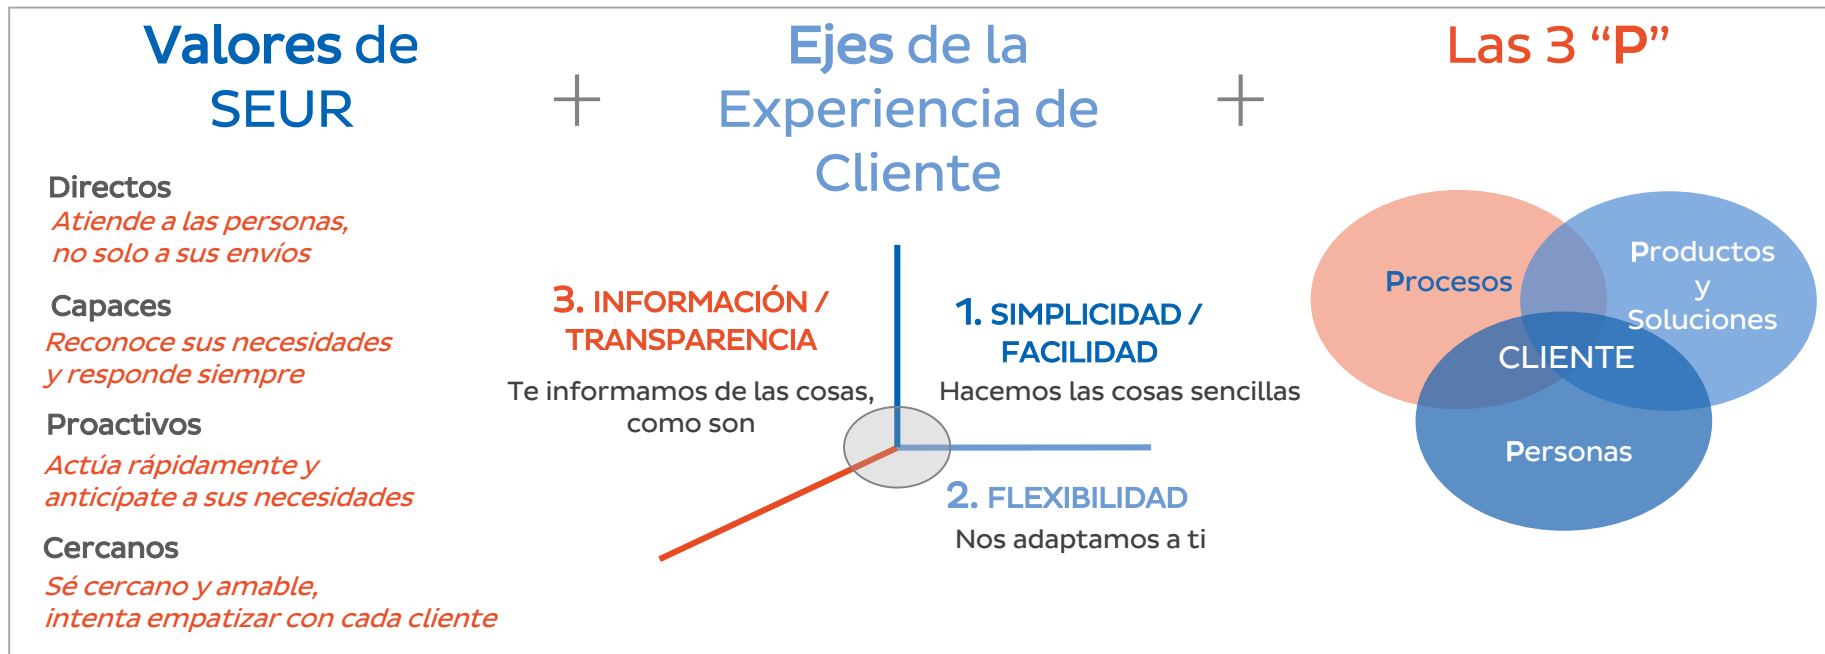 Valores de
SEUR
+
Ejes de la
Experiencia de
Cliente
+
Las 3 “P”
Directos
Atiende a las personas,
no solo a sus envíos
Capaces
Reconoce sus necesidades
y responde siempre
Proactivos
Actúa rápidamente y
anticípate a sus necesidades
Cercanos
Sé cercano y amable,
intenta empatizar con cada cliente
3. INFORMACIÓN /
TRANSPARENCIA
Te informamos de las cosas,
como son
1. SIMPLICIDAD /
FACILIDAD
Hacemos las cosas sencillas
2. FLEXIBILIDAD
Nos adaptamos a ti
Procesos
Productos
y
Soluciones
CLIENTE
Personas